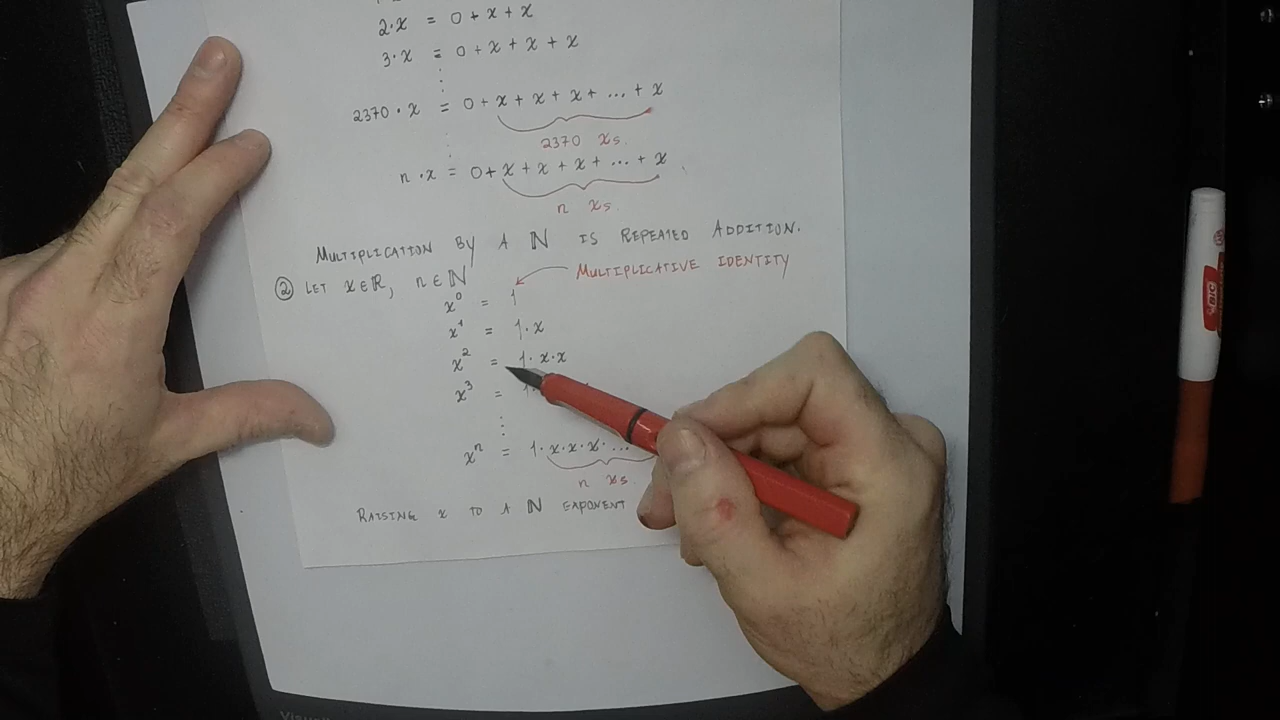 2·x = 0 + x + x
3·x = 0 + x + x + x
⋮
2370 · x = 0 + x + x + x + ... + x
2370 xs
⋮
n · x = 0 + x + x + x + ... + x
n xs
MULTIPLICATION BY A ℕ IS REPEATED ADDITION.
② LET x∈ℝ, n∈ℕ
MULTIPLICATIVE IDENTITY
x⁰ = 1
x¹ = 1·x
x² = 1·x·x
x³ =
⋮
xⁿ = 1·x·x·x· ...
n xs
RAISING x TO A ℕ EXPONENT
BIC